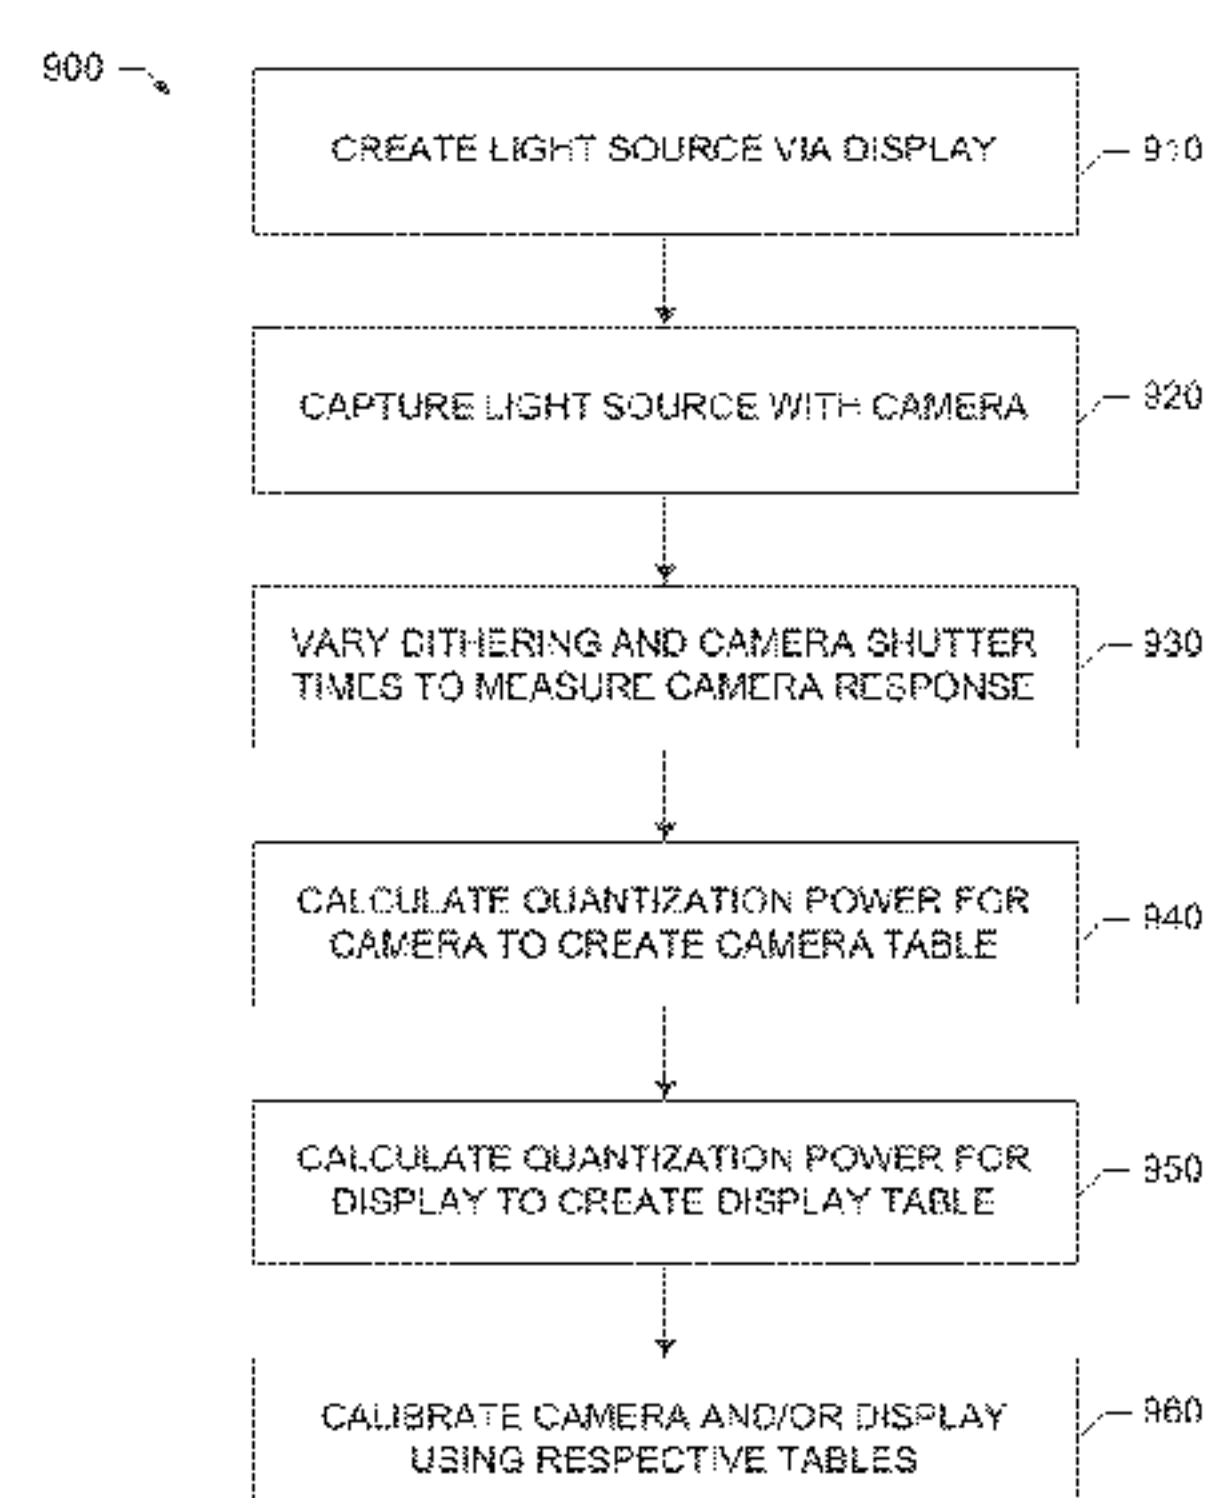 900
CREATE LIGHT SOURCE VIA DISPLAY
910
CAPTURE LIGHT SOURCE WITH CAMERA
920
VARY DITHERING AND CAMERA SHUTTER
TIMES TO MEASURE CAMERA RESPONSE
930
CALCULATE QUANTIZATION POWER FOR
CAMERA TO CREATE CAMERA TABLE
940
CALCULATE QUANTIZATION POWER FOR
DISPLAY TO CREATE DISPLAY TABLE
950
CALIBRATE CAMERA AND/OR DISPLAY
USING RESPECTIVE TABLES
960